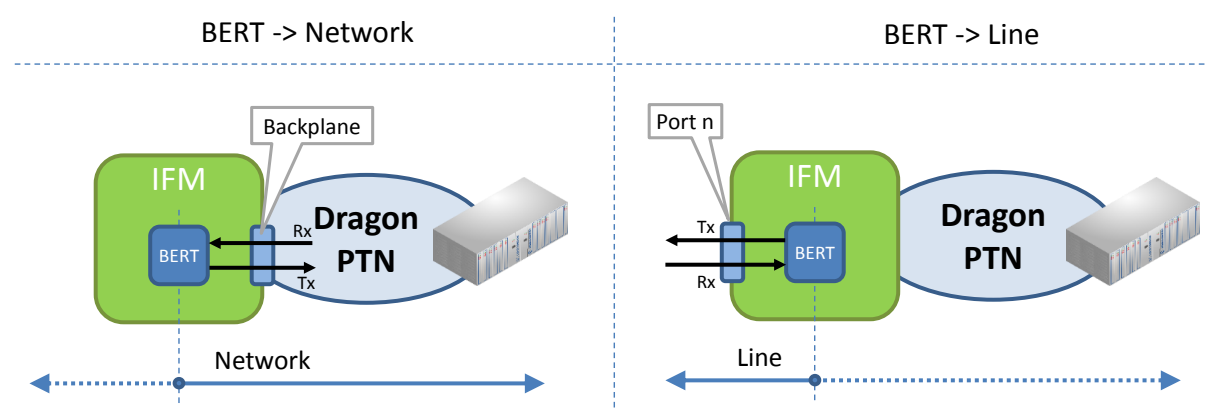 BERT -> Network
Backplane
IFM
Rx
BERT
Tx
Dragon
PTN
Network
BERT -> Line
Port n
IFM
Tx
BERT
Rx
Dragon
PTN
Line